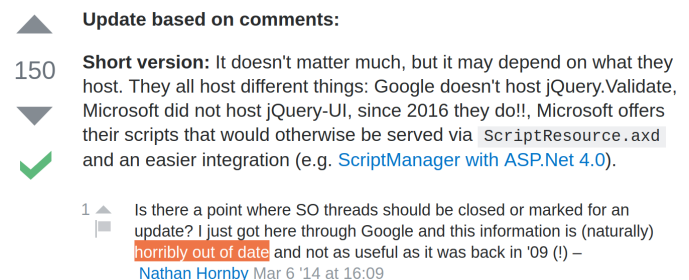 Update based on comments:
150
Short version: It doesn't matter much, but it may depend on what they
host. They all host different things: Google doesn't host jQuery.Validate,
Microsoft did not host jQuery-UI, since 2016 they do!!, Microsoft offers
their scripts that would otherwise be served via ScriptResource.axd
and an easier integration (e.g. ScriptManager with ASP.Net 4.0).
1 Is there a point where SO threads should be closed or marked for an
update? I just got here through Google and this information is (naturally)
horribly out of date and not as useful as it was back in '09 (!) –
Nathan Hornby Mar 6 '14 at 16:09